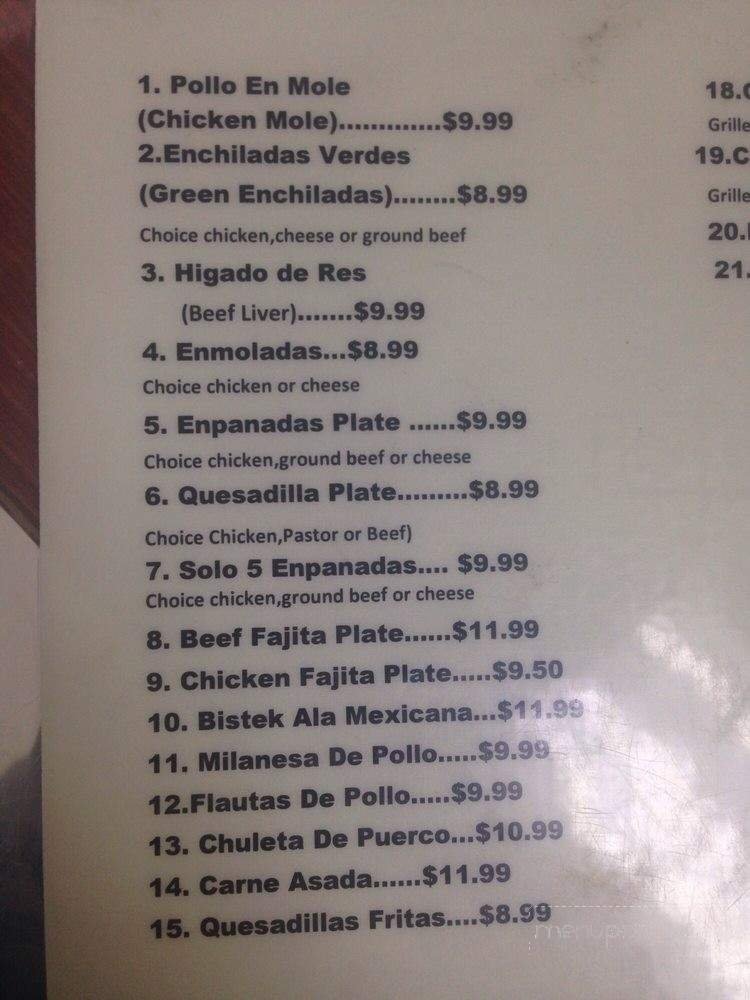 1. Pollo En Mole
(Chicken Mole).............$9.99
2.Enchiladas Verdes
(Green Enchiladas)........$8.99
Choice chicken,cheese or ground beef
3. Higado de Res
(Beef Liver).......$9.99
4. Enmoladas...$8.99
Choice chicken or cheese
5. Enpanadas Plate ......$9.99
Choice chicken,ground beef or cheese
6. Quesadilla Plate.........$8.99
Choice Chicken,Pastor or Beef)
7. Solo 5 Enpanadas.... $9.99
Choice chicken,ground beef or cheese
8. Beef Fajita Plate......$11.99
9. Chicken Fajita Plate.....$9.50
10. Bistek Ala Mexicana...$11.99
11. Milanesa De Pollo.....$9.99
12.Flautas De Pollo.....$9.99
13. Chuleta De Puerco...$10.99
14. Carne Asada......$11.99
15. Quesadillas Fritas....$8.99
18.
Grille
19.C
Grille
20.
21.